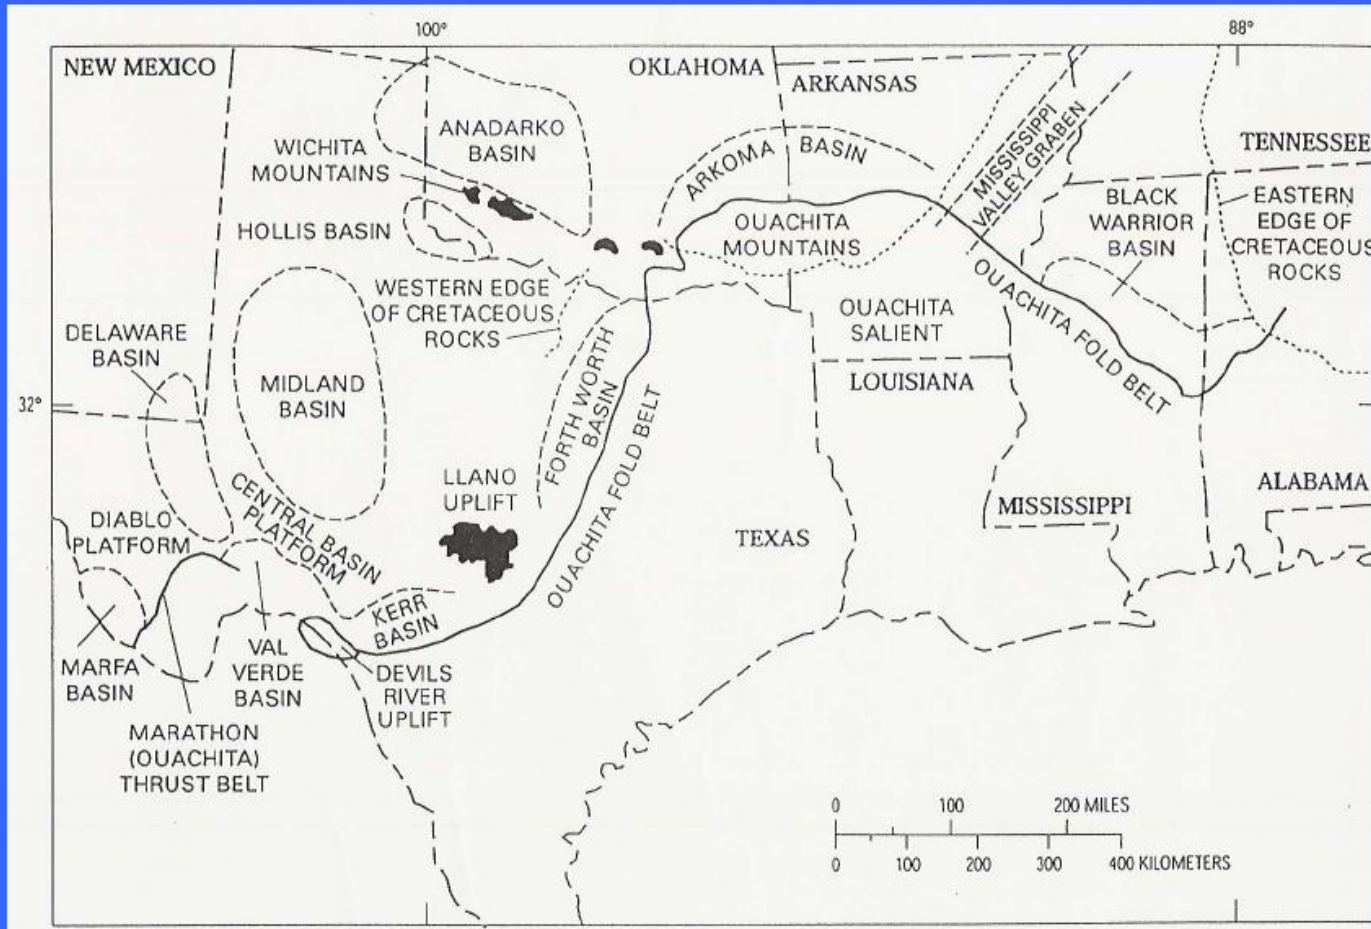 100°
88°
NEW MEXICO
OKLAHOMA
ARKANSAS
MISSISSIPPI
VALLEY GRABEN
TENNESSEE
ANADARKO
BASIN
WICHITA
MOUNTAINS
ARKOMA BASIN
BLACK
WARRIOR
BASIN
EASTERN
EDGE OF
CRETACEOUS
ROCKS
HOLLIS BASIN
OUACHITA
MOUNTAINS
WESTERN EDGE
OF CRETACEOUS
ROCKS
OUACHITA
SALIENT
OUACHITA FOLD BELT
DELAWARE
BASIN
MIDLAND
BASIN
FORTH WORTH
BASIN
LOUISIANA
32°
OUACHITA FOLD BELT
LLANO
UPLIFT
CENTRAL BASIN
PLATFORM
MISSISSIPPI
ALABAMA
DIABLO
PLATFORM
TEXAS
KERR
BASIN
MARFA
BASIN
VAL
VERDE
BASIN
DEVILS
RIVER
UPLIFT
MARATHON
(OUACHITA)
THRUST BELT
0 100 200 MILES
0 100 200 300 400 KILOMETERS